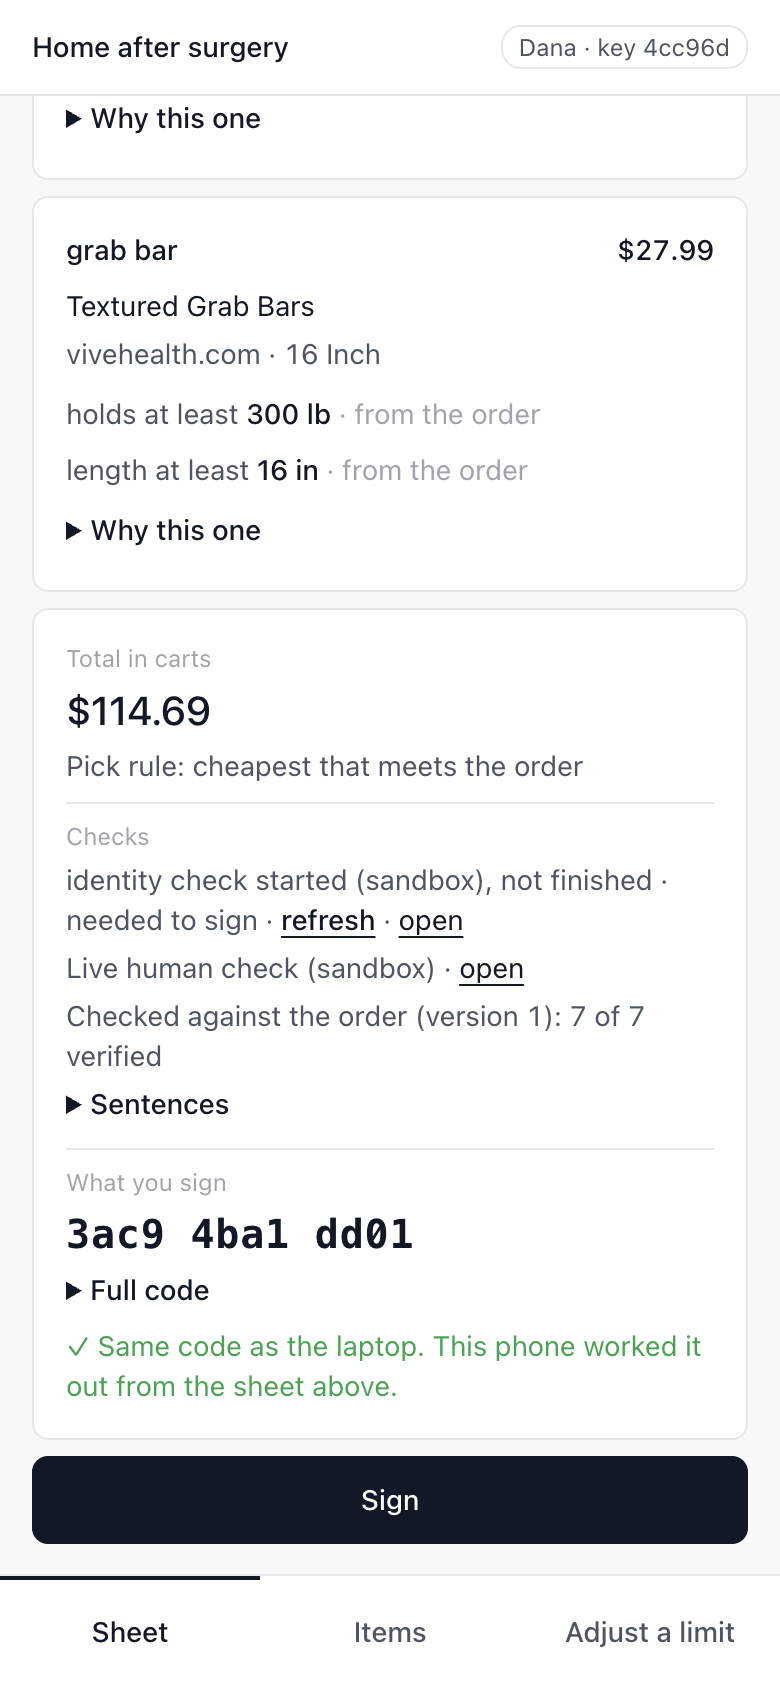 Home after surgery
Dana · key 4cc96d
▶ Why this one
grab bar
$27.99
Textured Grab Bars
vivehealth.com · 16 Inch
holds at least 300 lb · from the order
length at least 16 in · from the order
▶ Why this one
Total in carts
$114.69
Pick rule: cheapest that meets the order
Checks
identity check started (sandbox), not finished ·
needed to sign · refresh · open
Live human check (sandbox) · open
Checked against the order (version 1): 7 of 7
verified
▶ Sentences
What you sign
3ac9 4ba1 dd01
▶ Full code
✓ Same code as the laptop. This phone worked it
out from the sheet above.
Sign
Sheet
Items
Adjust a limit